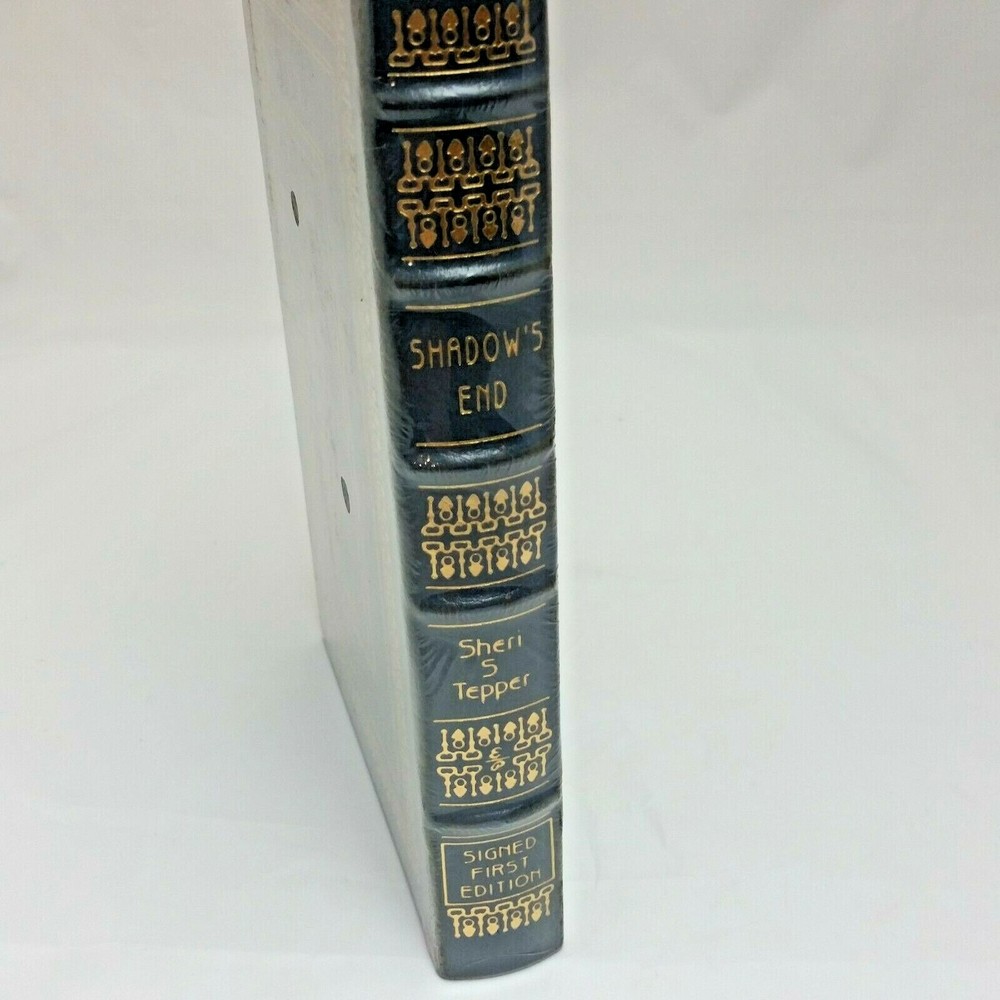 SHADOW'S
END
Sheri
S
Tepper
SIGNED
FIRST
EDITION